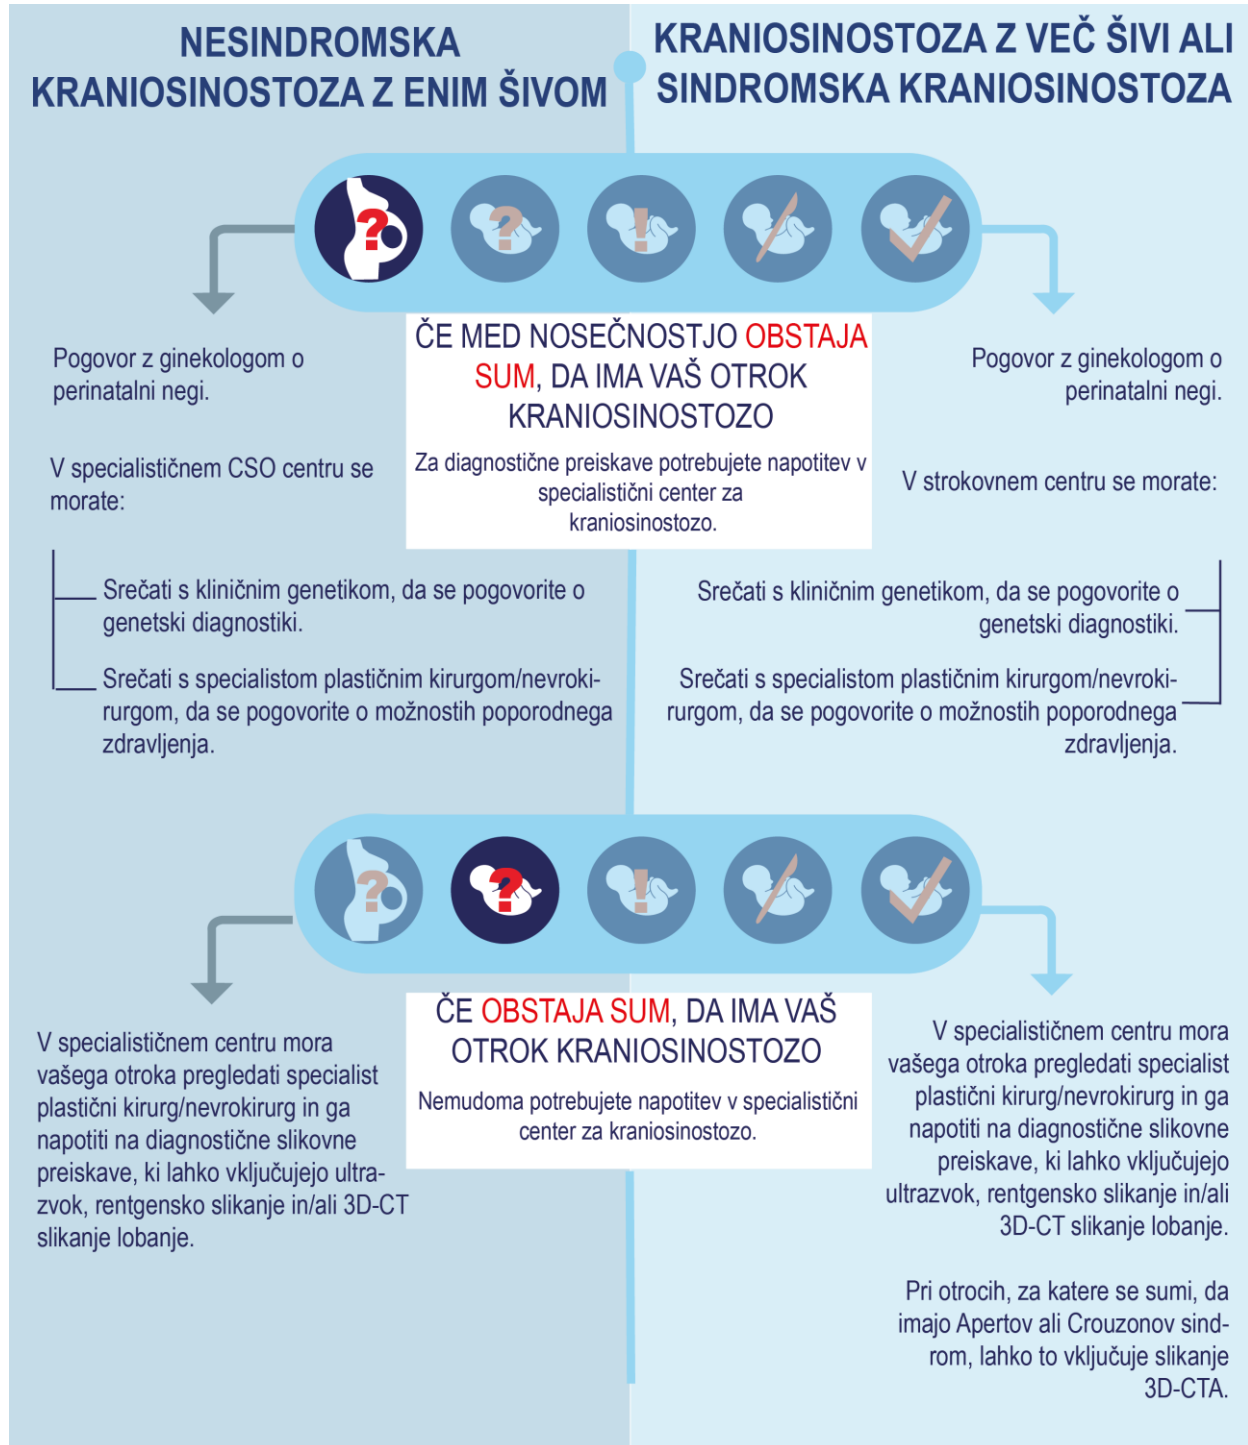 NESINDROMSKA
KRANIOSINOSTOZA Z ENIM ŠIVOM
KRANIOSINOSTOZA Z VEČ ŠIVI ALI
SINDROMSKA KRANIOSINOSTOZA
ČE MED NOSEČNOSTJO OBSTAJA
SUM, DA IMA VAŠ OTROK
KRANIOSINOSTOZO
Za diagnostične preiskave potrebujete napotitev v
specialistični center za
kraniosinostozo.
Pogovor z ginekologom o
perinatalni negi.
V specialističnem CSO centru se
morate:
Srečati s kliničnim genetikom, da se pogovorite o
genetski diagnostiki.
Srečati s specialistom plastičnim kirurgom/nevroki-
rurgom, da se pogovorite o možnostih poporodnega
zdravljenja.
Pogovor z ginekologom o
perinatalni negi.
V strokovnem centru se morate:
Srečati s kliničnim genetikom, da se pogovorite o
genetski diagnostiki.
Srečati s specialistom plastičnim kirurgom/nevroki-
rurgom, da se pogovorite o možnostih poporodnega
zdravljenja.
ČE OBSTAJA SUM, DA IMA VAŠ
OTROK KRANIOSINOSTOZO
Nemudoma potrebujete napotitev v specialistični
center za kraniosinostozo.
V specialističnem centru mora
vašega otroka pregledati specialist
plastični kirurg/nevrokirurg in ga
napotiti na diagnostične slikovne
preiskave, ki lahko vključujejo ultra-
zvok, rentgensko slikanje in/ali 3D-CT
slikanje lobanje.
V specialističnem centru mora
vašega otroka pregledati specialist
plastični kirurg/nevrokirurg in ga
napotiti na diagnostične slikovne
preiskave, ki lahko vključujejo
ultrazvok, rentgensko slikanje in/ali
3D-CT slikanje lobanje.
Pri otrocih, za katere se sumi, da
imajo Apertov ali Crouzonov sind-
rom, lahko to vključuje slikanje
3D-CTA.